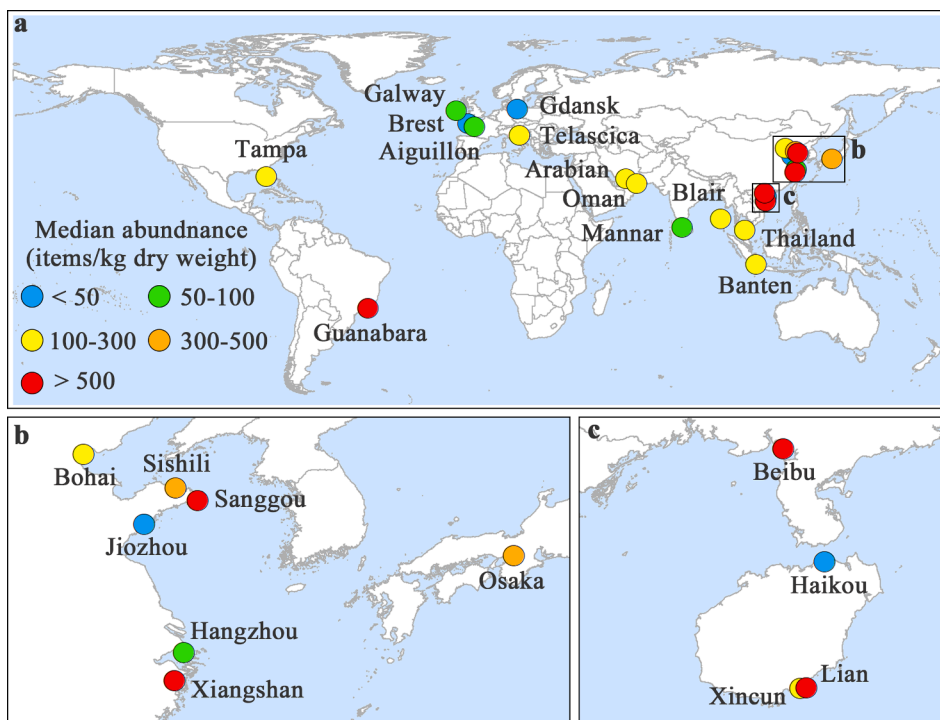 a
Galway
Gdansk
Brest
Telascica
Aiguillon
Tampa
b
Arabian
Blair
c
Oman
Mannar
Thailand
Banten
Guanabara
Median abundnance
(items/kg dry weight)
< 50
50-100
100-300
300-500
> 500
b
Bohai
Sishili
Sanggou
Jiozhou
Osaka
Hangzhou
Xiangshan
c
Beibu
Haikou
Lian
Xincun